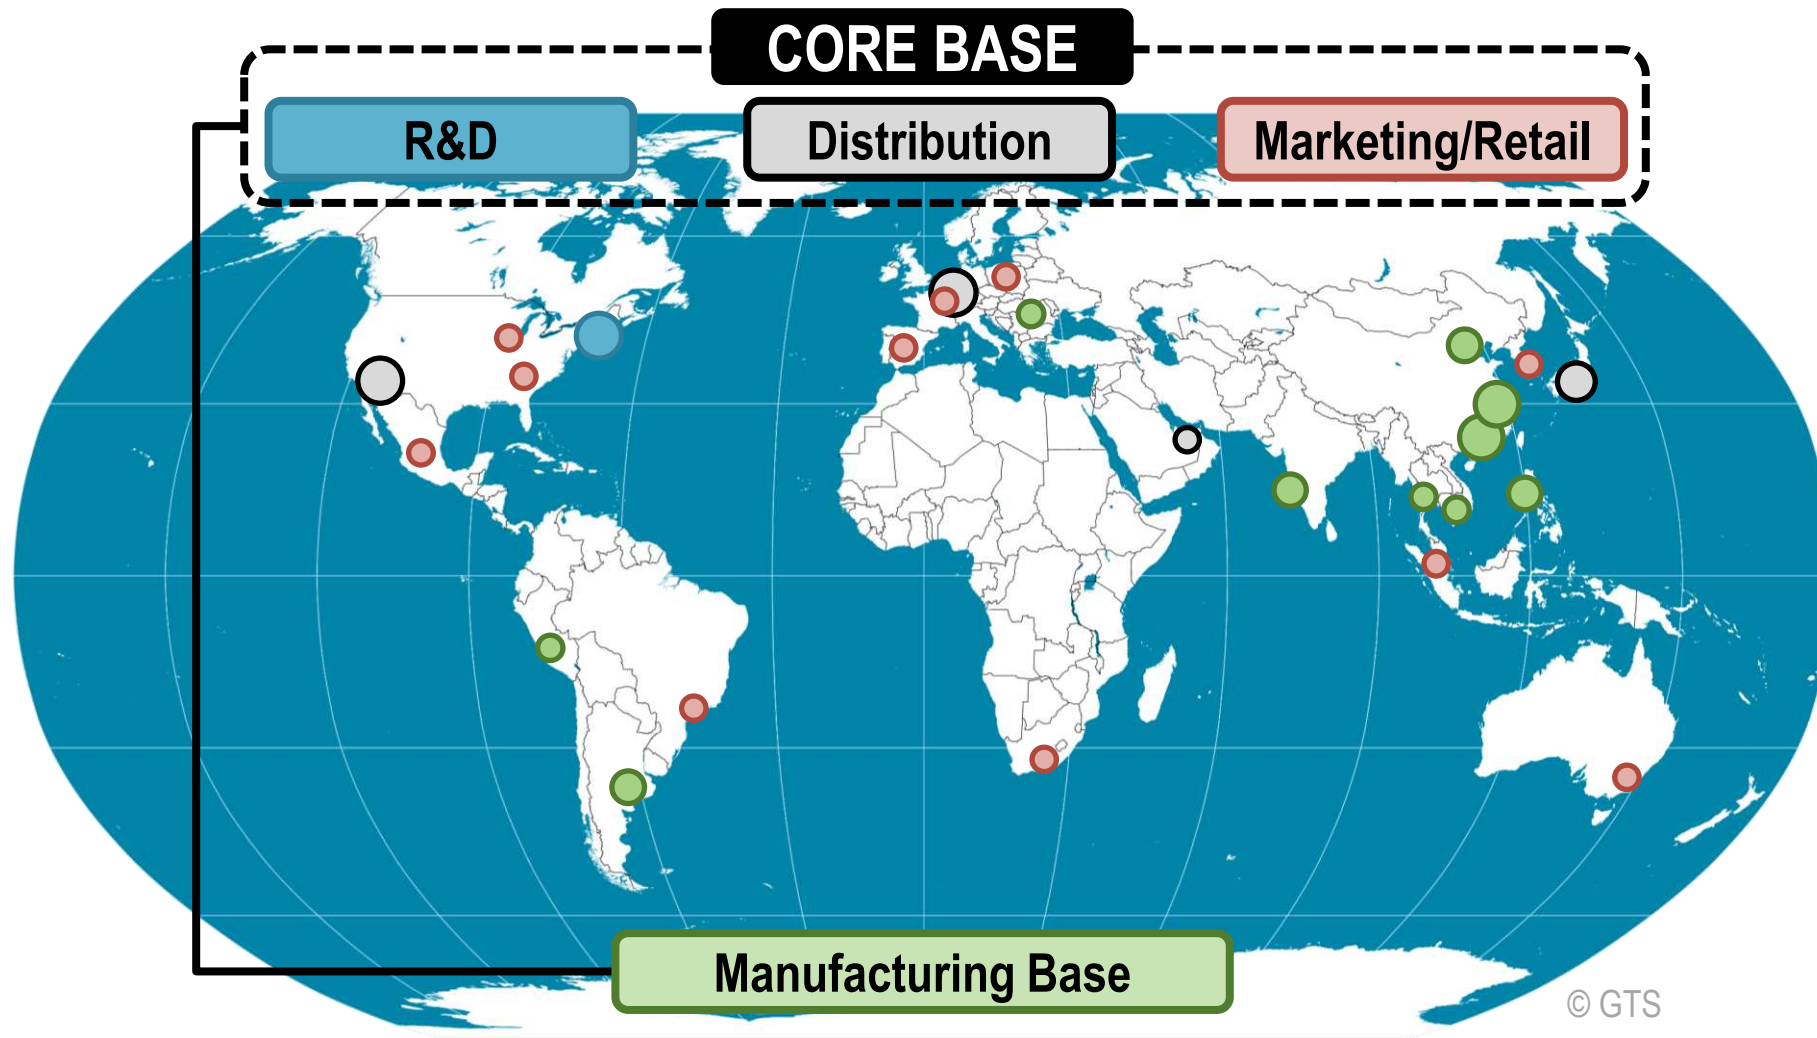 CORE BASE
R&D
Distribution
Marketing/Retail
Manufacturing Base
© GTS